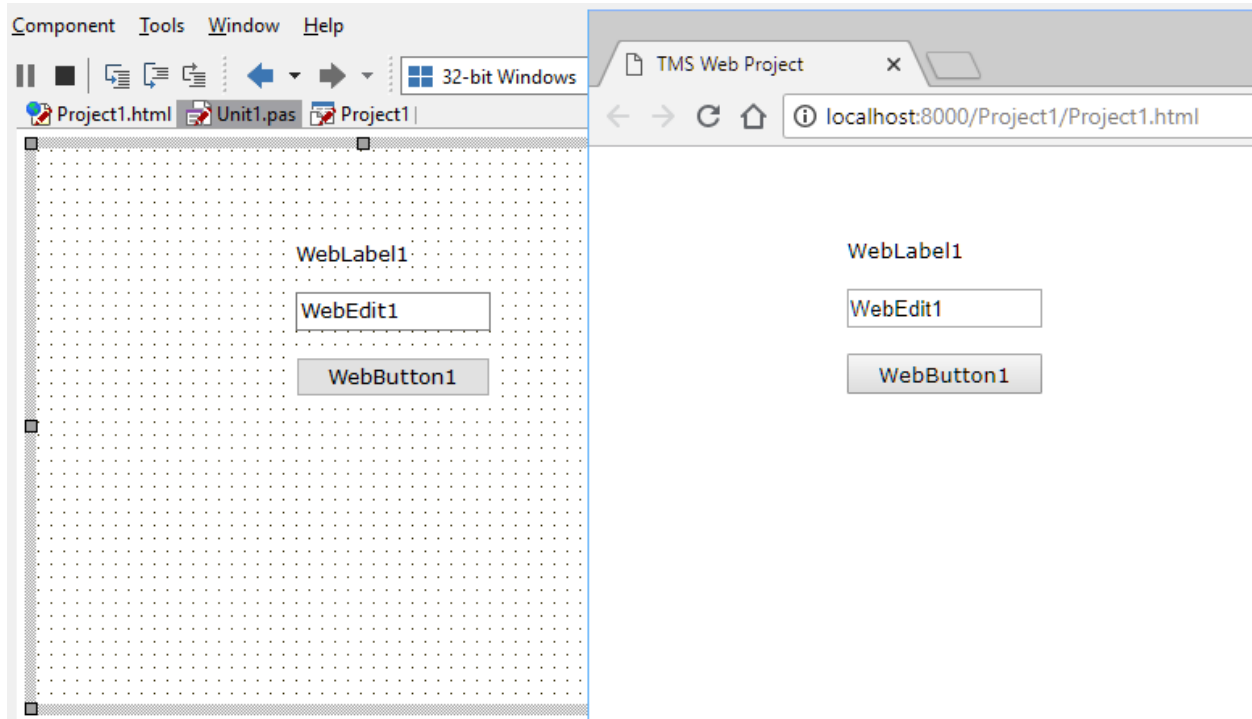 Component Tools Window Help
32-bit Windows
Project1.html Unit1.pas Project1
WebLabel1
WebEdit1
WebButton1
TMS Web Project
localhost:8000/Project1/Project1.html
WebLabel1
WebEdit1
WebButton1